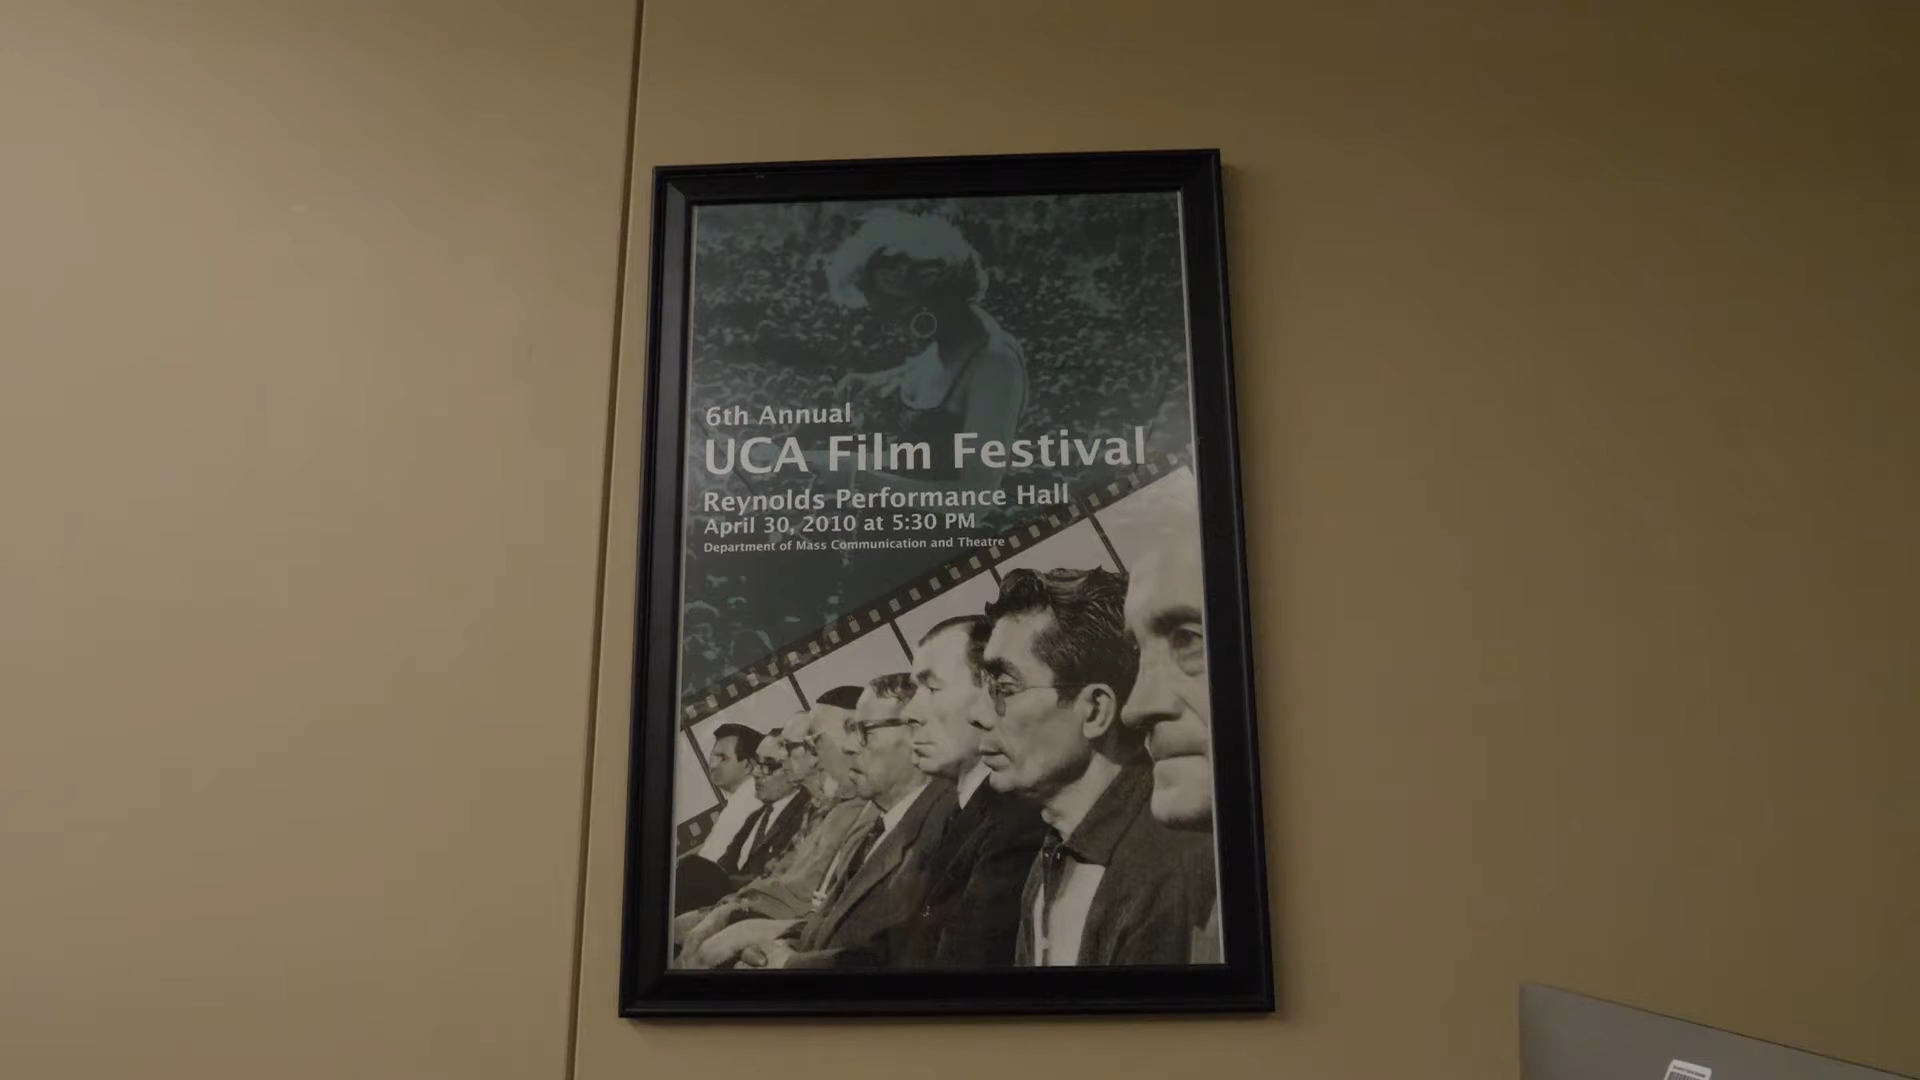 6th Annual
UCA Film Festival
Reynolds Performance Hall
April 30, 2010 at 5:30 PM
Department of Mass Communication and Theatre